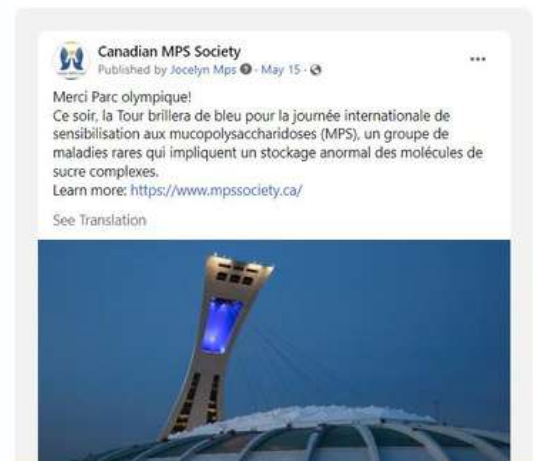 Canadian MPS Society
Published by Jocelyn Mps · May 15 ·
Merci Parc olympique!
Ce soir, la Tour brillera de bleu pour la journée internationale de
sensibilisation aux mucopolysaccharidoses (MPS), un groupe de
maladies rares qui impliquent un stockage anormal des molécules de
sucre complexes.
Learn more: https://www.mpssociety.ca/
See Translation